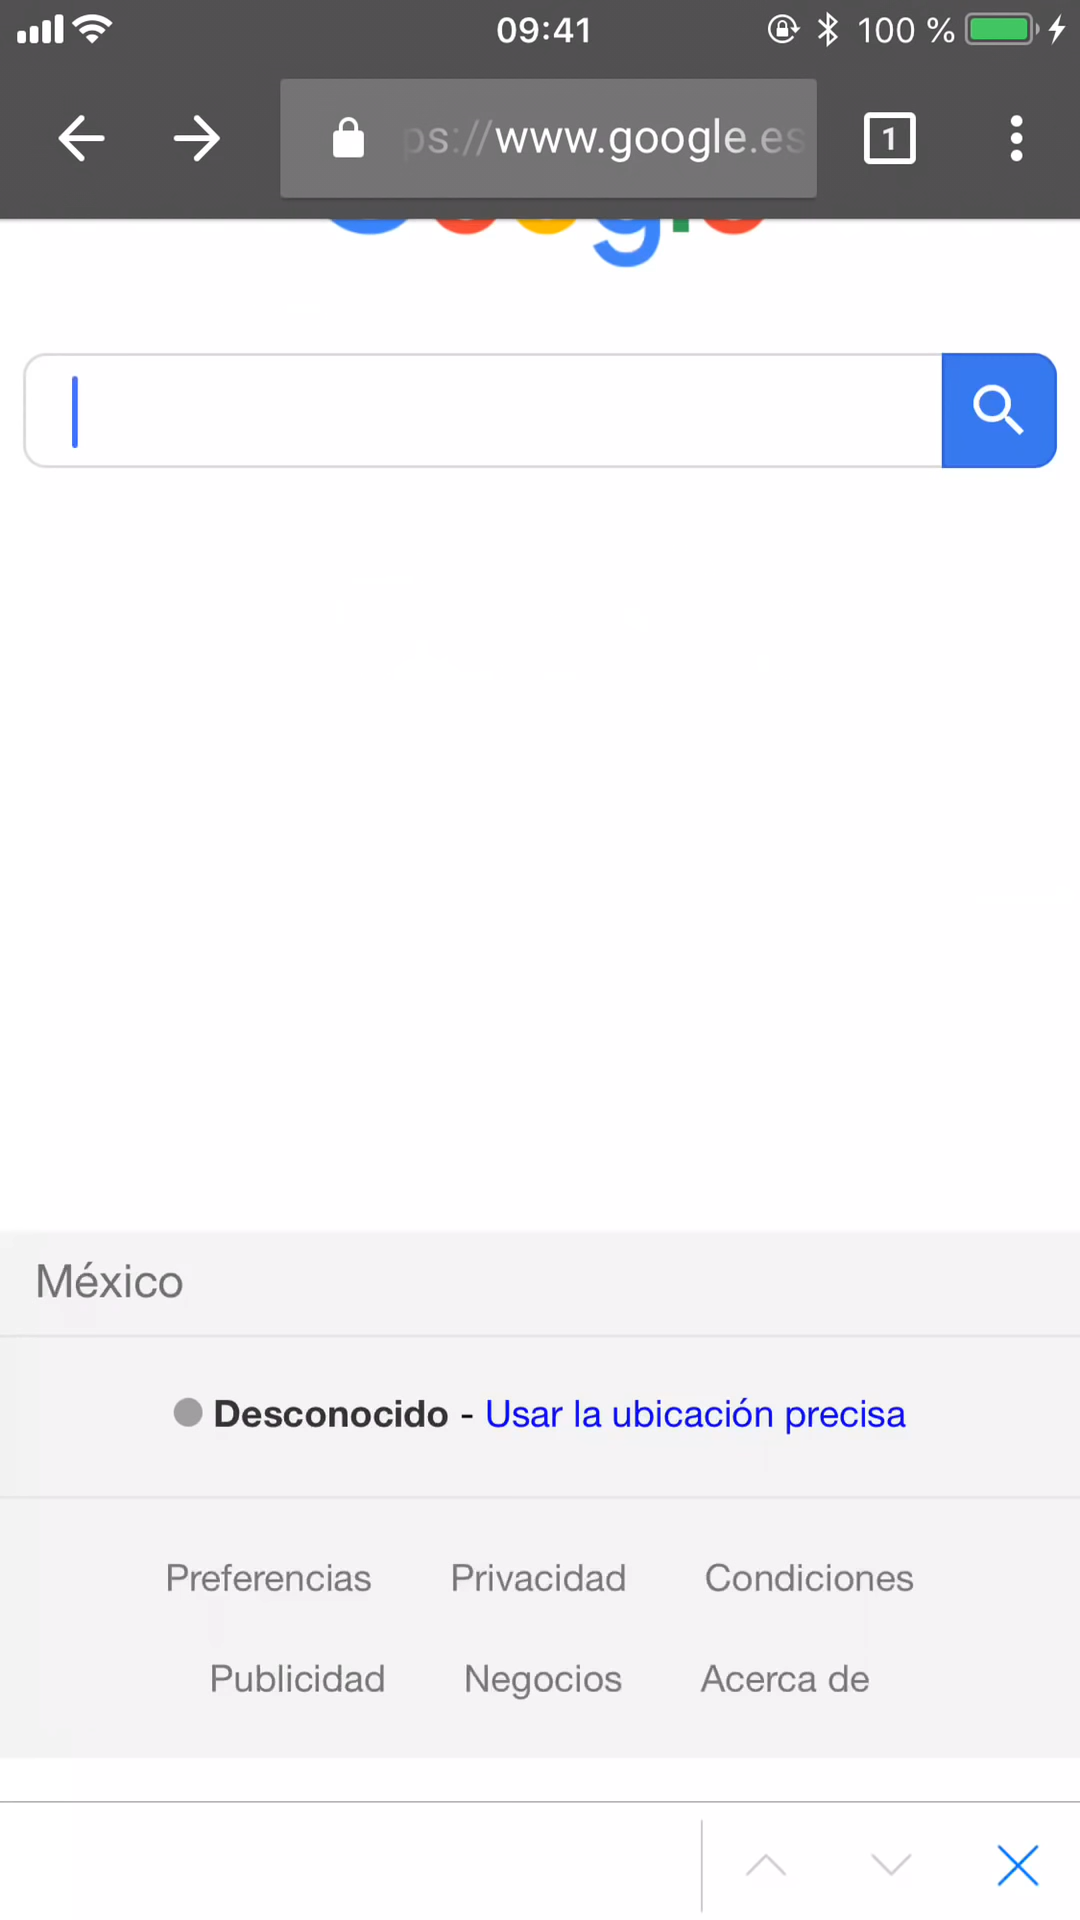 09:41 100 %
ps://www.google.es 1
México
Desconocido - Usar la ubicación precisa
Preferencias Privacidad Condiciones
Publicidad Negocios Acerca de